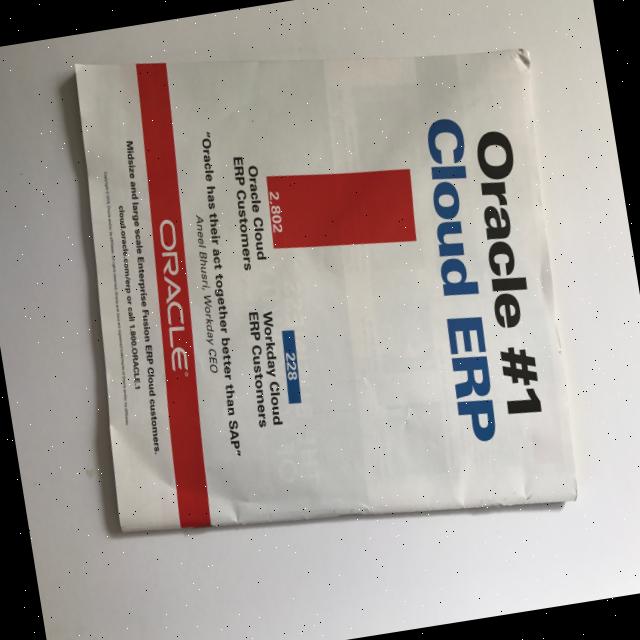 Oracle #1
Cloud ERP
2,802
228
Oracle Cloud
ERP Customers
Workday Cloud
ERP Customers
"Oracle has their act together better than SAP"
Aneel Bhusri, Workday CEO
ORACLE®
Midsize and large scale Enterprise Fusion ERP Cloud customers.
cloud.oracle.com/erp or call 1.800.ORACLE.1